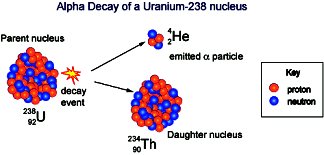 Alpha Decay of a Uranium-238 nucleus
Parent nucleus
4
2He
emitted α particle
decay
event
238
92U
Key
proton
neutron
Daughter nucleus
234
90Th